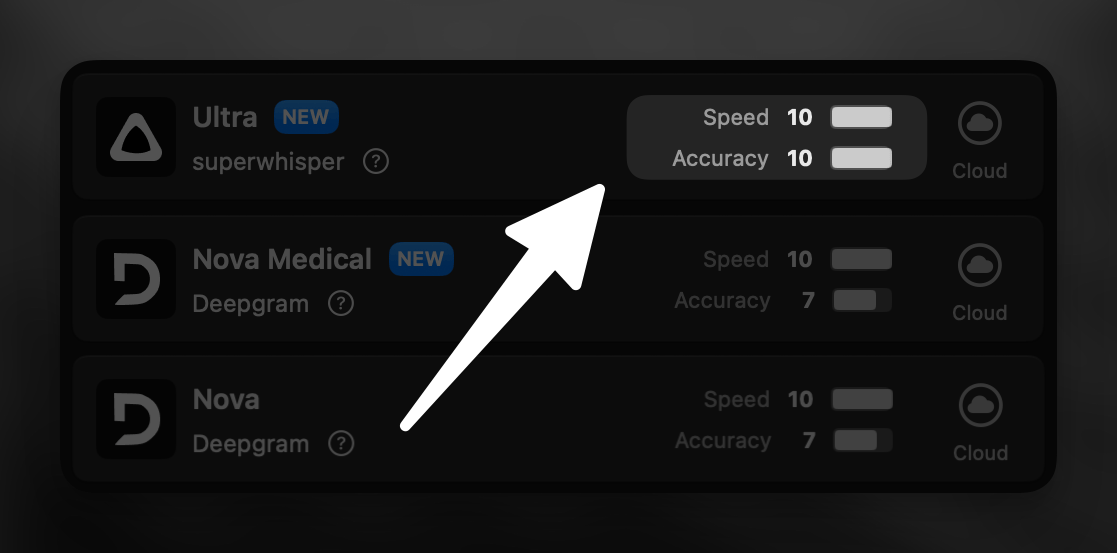 Ultra NEW
superwhisper ?
Speed 10
Accuracy 10
Cloud
Nova Medical NEW
Deepgram ?
Speed 10
Accuracy 7
Cloud
Nova
Deepgram ?
Speed 10
Accuracy 7
Cloud